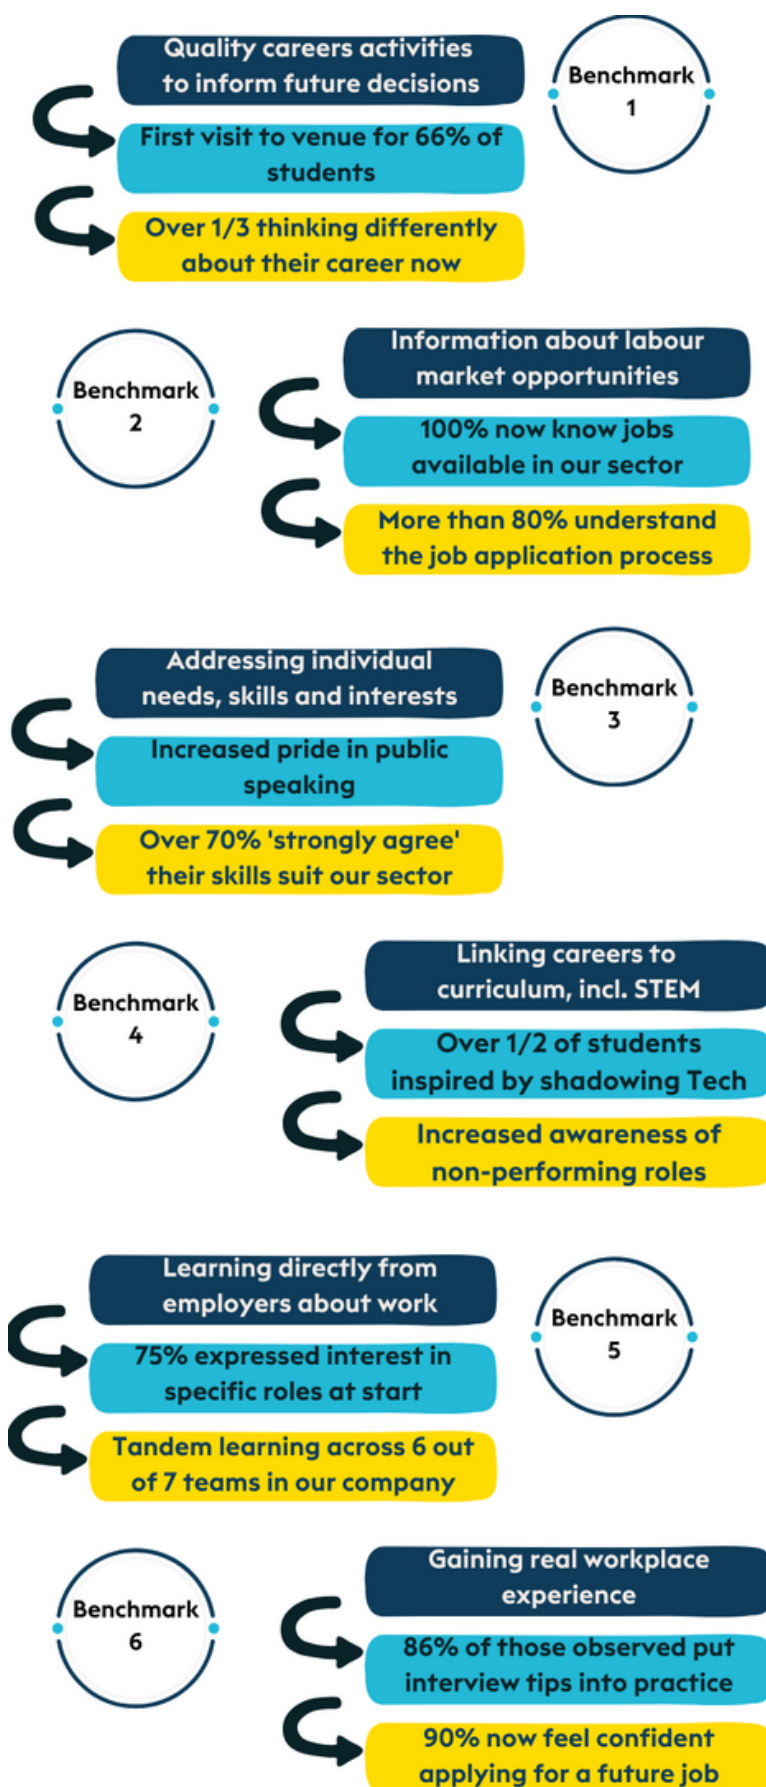 Quality careers activities
to inform future decisions
Benchmark
1
First visit to venue for 66% of
students
Over 1/3 thinking differently
about their career now
Benchmark
2
Information about labour
market opportunities
100% now know jobs
available in our sector
More than 80% understand
the job application process
Addressing individual
needs, skills and interests
Benchmark
3
Increased pride in public
speaking
Over 70% 'strongly agree'
their skills suit our sector
Benchmark
4
Linking careers to
curriculum, incl. STEM
Over 1/2 of students
inspired by shadowing Tech
Increased awareness of
non-performing roles
Learning directly from
employers about work
Benchmark
5
75% expressed interest in
specific roles at start
Tandem learning across 6 out
of 7 teams in our company
Benchmark
6
Gaining real workplace
experience
86% of those observed put
interview tips into practice
90% now feel confident
applying for a future job